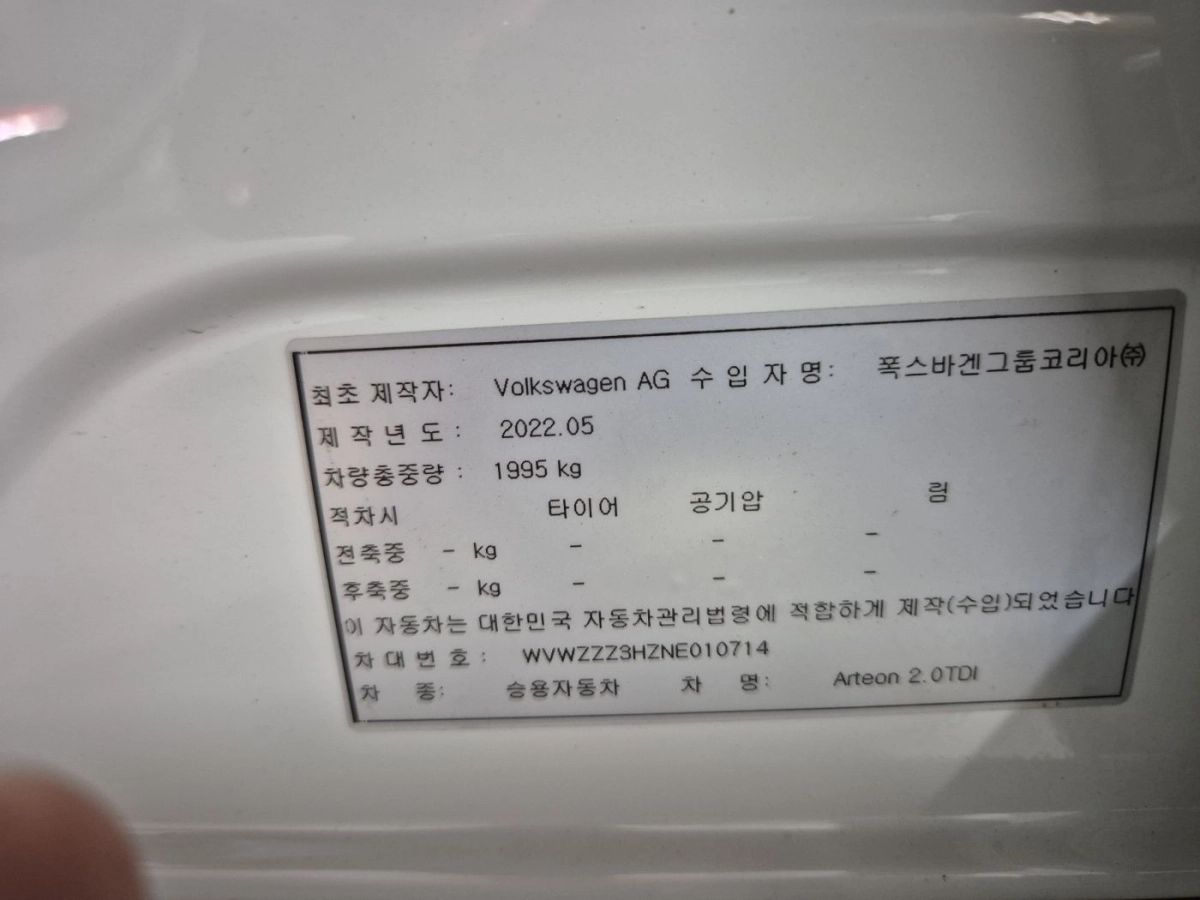 최초 제작자: Volkswagen AG 수 입 자 명: 폭스바겐그룹코리아㈜
제 작 년 도 : 2022.05
차량총중량 : 1995 kg
적차시 타이어 공기압 림
전축중 - kg - - -
후축중 - kg - - -
이 자동차는 대한민국 자동차관리법령에 적합하게 제작(수입)되었습니다
차 대 번 호 : WVWZZZ3HZNE010714
차 종: 승용자동차 차 명: Arteon 2.0TDI